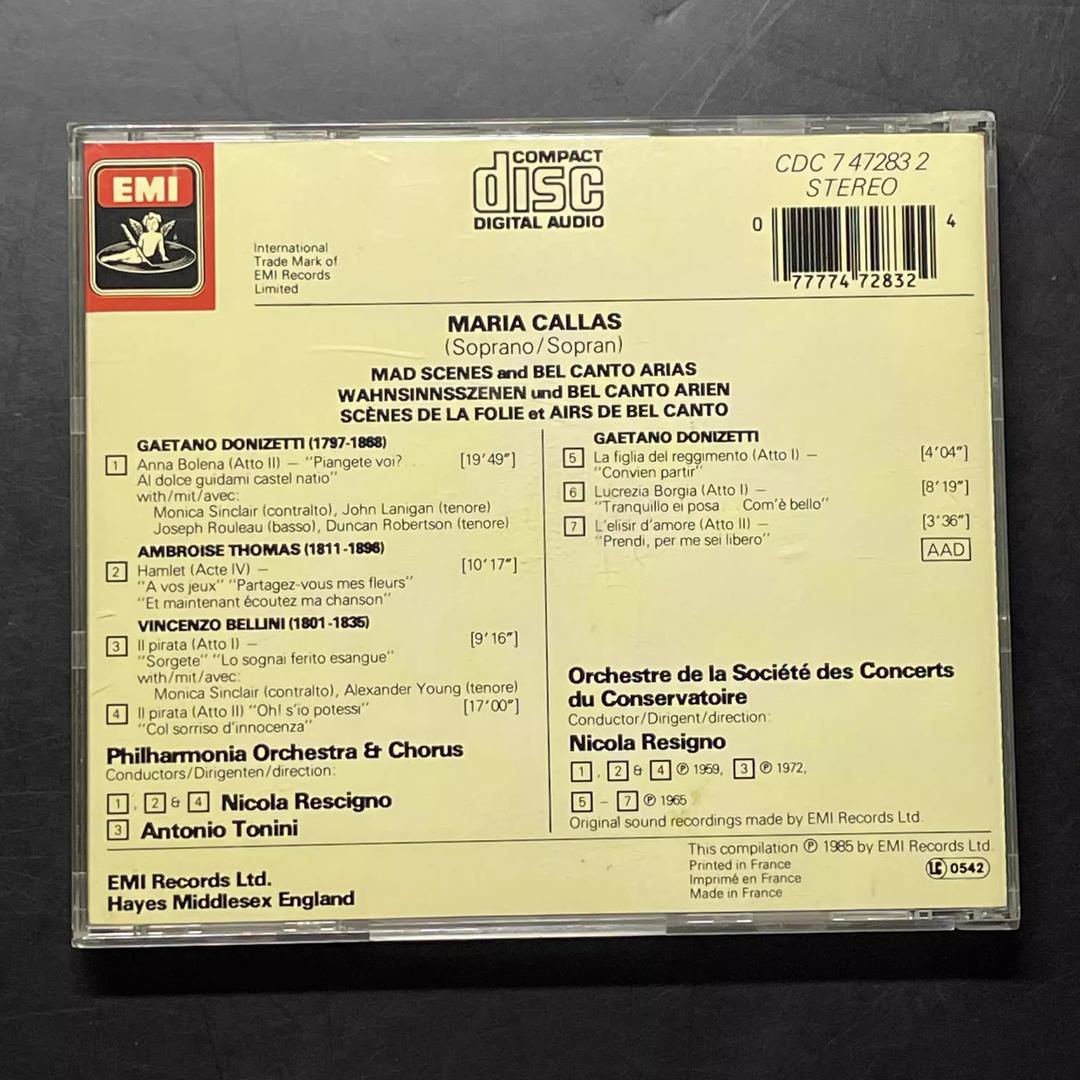 EMI
International
Trade Mark of
EMI Records
Limited
COMPACT
disc
DIGITAL AUDIO
CDC 7 47283 2
STEREO
0 77774 72832 4
MARIA CALLAS
(Soprano/Sopran)
MAD SCENES and BEL CANTO ARIAS
WAHNSINNSSZENEN und BEL CANTO ARIEN
SCÈNES DE LA FOLIE et AIRS DE BEL CANTO
GAETANO DONIZETTI (1797-1868)
1 Anna Bolena (Atto II) — "Piangete voi? . . [19'49"]
Al dolce guidami castel natio"
with/mit/avec:
Monica Sinclair (contralto), John Lanigan (tenore)
Joseph Rouleau (basso), Duncan Robertson (tenore)
AMBROISE THOMAS (1811-1896)
2 Hamlet (Acte IV) — [10'17"]
"A vos jeux" "Partagez-vous mes fleurs"
"Et maintenant écoutez ma chanson"
VINCENZO BELLINI (1801-1835)
3 Il pirata (Atto I) — [9'16"]
"Sorgete" "Lo sognai ferito esangue"
with/mit/avec:
Monica Sinclair (contralto), Alexander Young (tenore)
4 Il pirata (Atto II) "Oh! s'io potessi" [17'00"]
"Col sorriso d'innocenza"
Philharmonia Orchestra & Chorus
Conductors/Dirigenten/direction:
1, 2 & 4 Nicola Rescigno
3 Antonio Tonini
GAETANO DONIZETTI
5 La figlia del reggimento (Atto I) — [4'04"]
"Convien partir"
6 Lucrezia Borgia (Atto I) — [8'19"]
"Tranquillo ei posa . . Com'è bello"
7 L'elisir d'amore (Atto II) — [3'36"]
"Prendi, per me sei libero"
AAD
Orchestre de la Société des Concerts
du Conservatoire
Conductor/Dirigent/direction:
Nicola Resigno
1, 2 & 4 ℗ 1959, 3 ℗ 1972,
5 – 7 ℗ 1965
Original sound recordings made by EMI Records Ltd.
EMI Records Ltd.
Hayes Middlesex England
This compilation ℗ 1985 by EMI Records Ltd.
Printed in France
Imprimé en France
Made in France
LC 0542